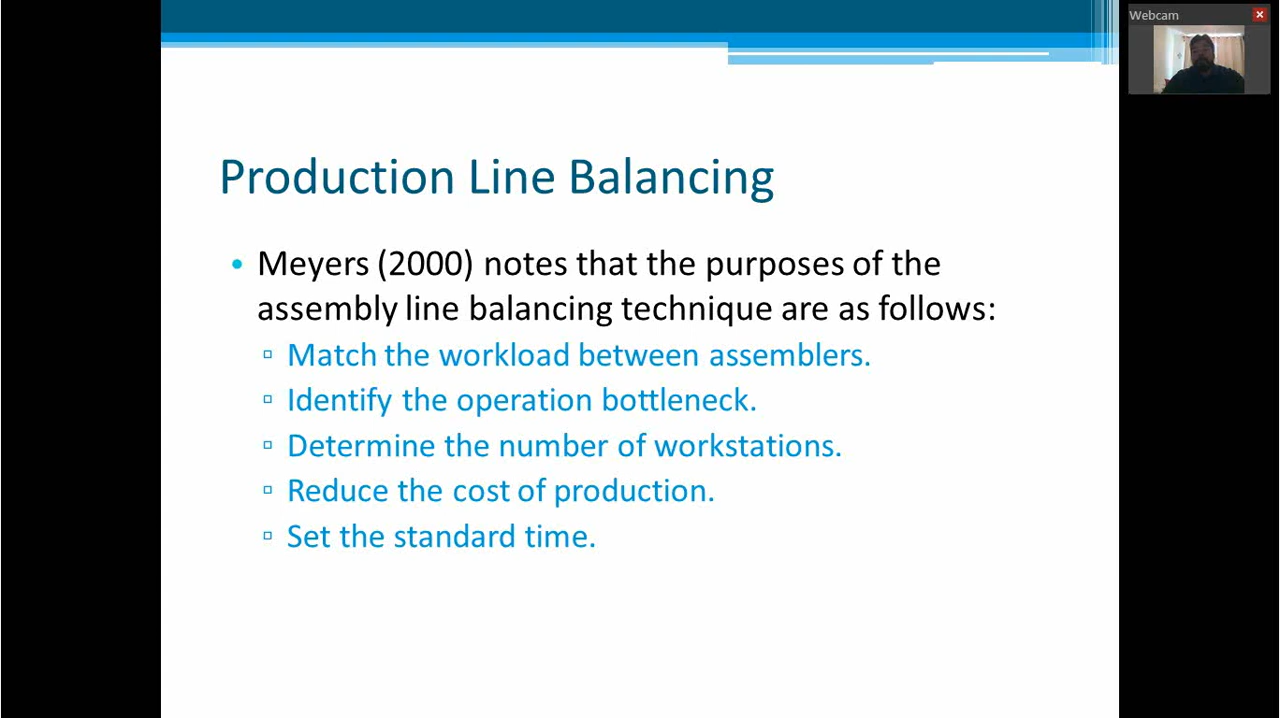 Webcam
Production Line Balancing
• Meyers (2000) notes that the purposes of the
assembly line balancing technique are as follows:
▫ Match the workload between assemblers.
▫ Identify the operation bottleneck.
▫ Determine the number of workstations.
▫ Reduce the cost of production.
▫ Set the standard time.